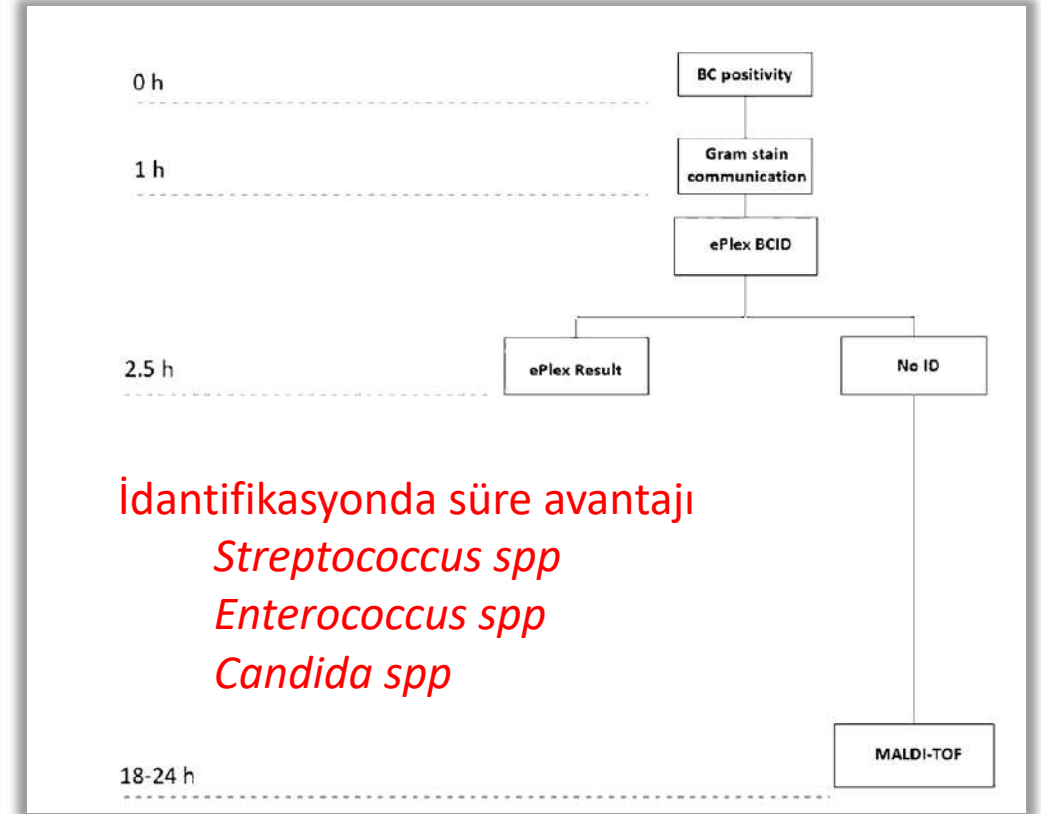 0 h
BC positivity
1 h
Gram stain
communication
ePlex BCID
2.5 h
ePlex Result
No ID
İdantifikasyonda süre avantajı
Streptococcus spp
Enterococcus spp
Candida spp
MALDI-TOF
18-24 h